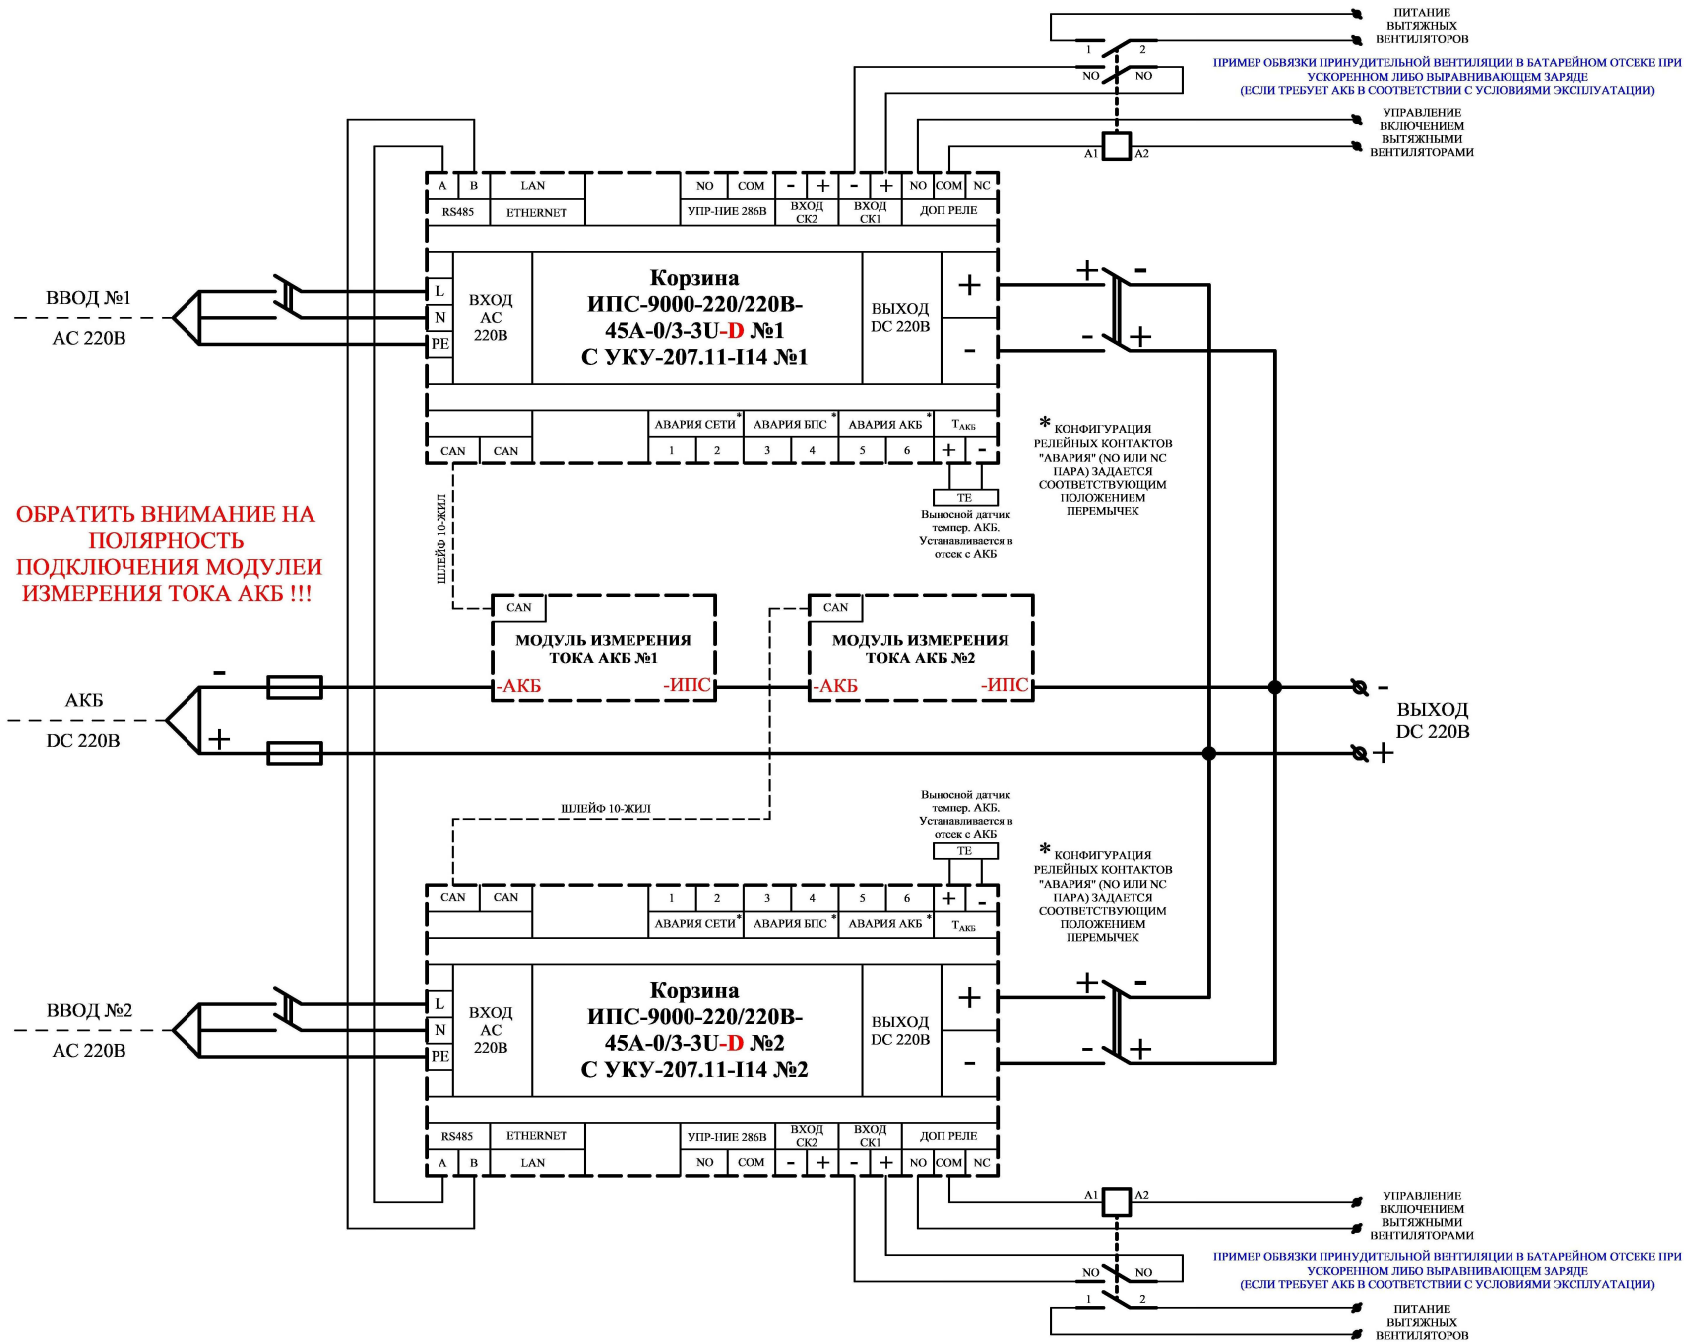 ПИТАНИЕ
ВЫТЯЖНЫХ
ВЕНТИЛЯТОРОВ
1
2
NO
NO
ПРИМЕР ОБВЯЗКИ ПРИНУДИТЕЛЬНОЙ ВЕНТИЛЯЦИИ В БАТАРЕЙНОМ ОТСЕКЕ ПРИ
УСКОРЕННОМ ЛИБО ВЫРАВНИВАЮЩЕМ ЗАРЯДЕ
(ЕСЛИ ТРЕБУЕТ АКБ В СООТВЕТСТВИИ С УСЛОВИЯМИ ЭКСПЛУАТАЦИИ)
УПРАВЛЕНИЕ
ВКЛЮЧЕНИЕМ
ВЫТЯЖНЫМИ
ВЕНТИЛЯТОРАМИ
A1
A2
A B LAN NO COM - + - + NO COM NC
RS485 ETHERNET УПР-НИЕ 286В ВХОД СК2 ВХОД СК1 ДОП РЕЛЕ
ВВОД №1
AC 220В
L
N
PE
ВХОД
AC
220В
Корзина
ИПС-9000-220/220В-
45А-0/3-3U-D №1
С УКУ-207.11-I14 №1
ВЫХОД
DC 220В
+
-
+ -
- +
АВАРИЯ СЕТИ* АВАРИЯ БПС* АВАРИЯ АКБ* TАКБ
CAN CAN 1 2 3 4 5 6 + -
TE
Выносной датчик
темпер. АКБ.
Устанавливается в
отсек с АКБ
* КОНФИГУРАЦИЯ
РЕЛЕЙНЫХ КОНТАКТОВ
"АВАРИЯ" (NO ИЛИ NC
ПАРА) ЗАДАЕТСЯ
СООТВЕТСТВУЮЩИМ
ПОЛОЖЕНИЕМ
ПЕРЕМЫЧЕК
ШЛЕЙФ 10-ЖИЛ
ОБРАТИТЬ ВНИМАНИЕ НА
ПОЛЯРНОСТЬ
ПОДКЛЮЧЕНИЯ МОДУЛЕЙ
ИЗМЕРЕНИЯ ТОКА АКБ !!!
CAN
МОДУЛЬ ИЗМЕРЕНИЯ
ТОКА АКБ №1
-АКБ -ИПС
CAN
МОДУЛЬ ИЗМЕРЕНИЯ
ТОКА АКБ №2
-АКБ -ИПС
АКБ
DC 220В
-
+
-
ВЫХОД
DC 220В
+
ШЛЕЙФ 10-ЖИЛ
Выносной датчик
темпер. АКБ.
Устанавливается в
отсек с АКБ
TE
* КОНФИГУРАЦИЯ
РЕЛЕЙНЫХ КОНТАКТОВ
"АВАРИЯ" (NO ИЛИ NC
ПАРА) ЗАДАЕТСЯ
СООТВЕТСТВУЮЩИМ
ПОЛОЖЕНИЕМ
ПЕРЕМЫЧЕК
CAN CAN 1 2 3 4 5 6 + -
АВАРИЯ СЕТИ* АВАРИЯ БПС* АВАРИЯ АКБ* TАКБ
ВВОД №2
AC 220В
L
N
PE
ВХОД
AC
220В
Корзина
ИПС-9000-220/220В-
45А-0/3-3U-D №2
С УКУ-207.11-I14 №2
ВЫХОД
DC 220В
+
-
+ -
- +
RS485 ETHERNET УПР-НИЕ 286В ВХОД СК2 ВХОД СК1 ДОП РЕЛЕ
A B LAN NO COM - + - + NO COM NC
A1
A2
УПРАВЛЕНИЕ
ВКЛЮЧЕНИЕМ
ВЫТЯЖНЫМИ
ВЕНТИЛЯТОРАМИ
ПРИМЕР ОБВЯЗКИ ПРИНУДИТЕЛЬНОЙ ВЕНТИЛЯЦИИ В БАТАРЕЙНОМ ОТСЕКЕ ПРИ
УСКОРЕННОМ ЛИБО ВЫРАВНИВАЮЩЕМ ЗАРЯДЕ
(ЕСЛИ ТРЕБУЕТ АКБ В СООТВЕТСТВИИ С УСЛОВИЯМИ ЭКСПЛУАТАЦИИ)
NO
NO
1
2
ПИТАНИЕ
ВЫТЯЖНЫХ
ВЕНТИЛЯТОРОВ